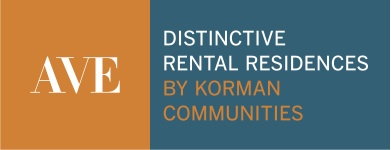 AVE
DISTINCTIVE
RENTAL RESIDENCES
BY KORMAN
COMMUNITIES